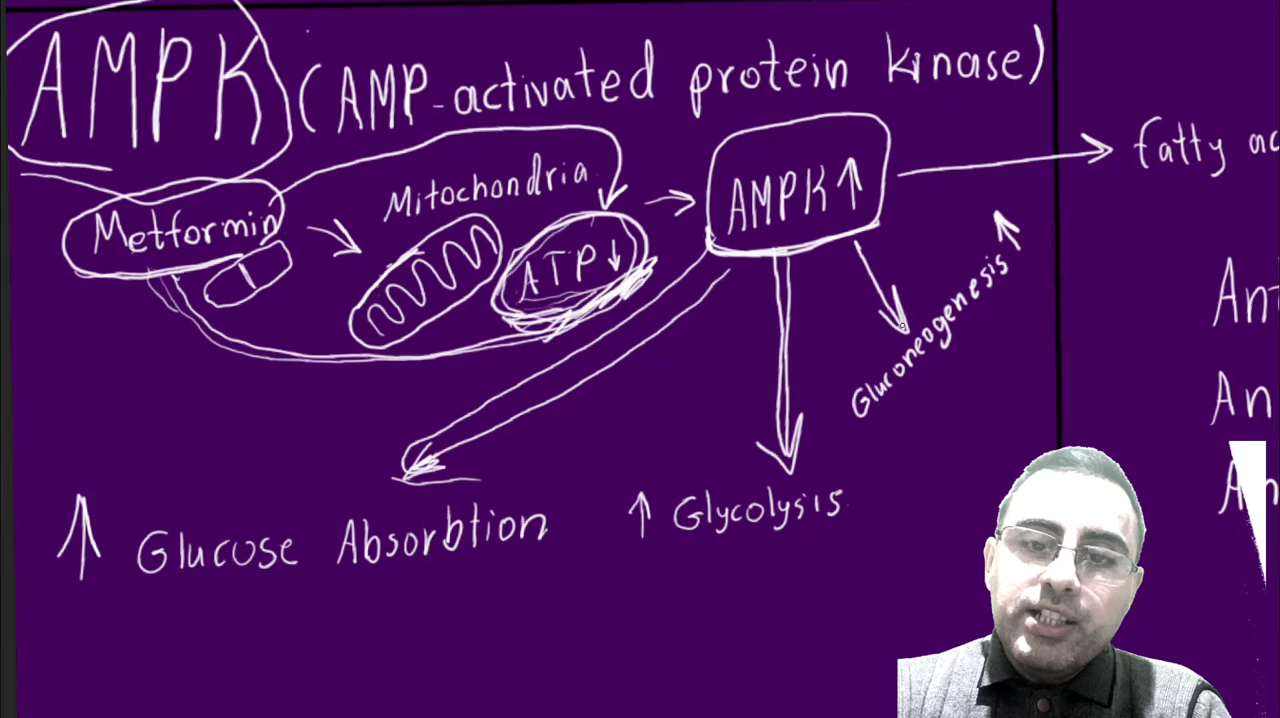 AMPK (AMP-activated protein kinase)
Metformin
Mitochondria
ATP↓
AMPK↑
fatty ac
Gluconeogenesis ↑
↑ Glucose Absorbtion
↑ Glycolysis
An
An
An